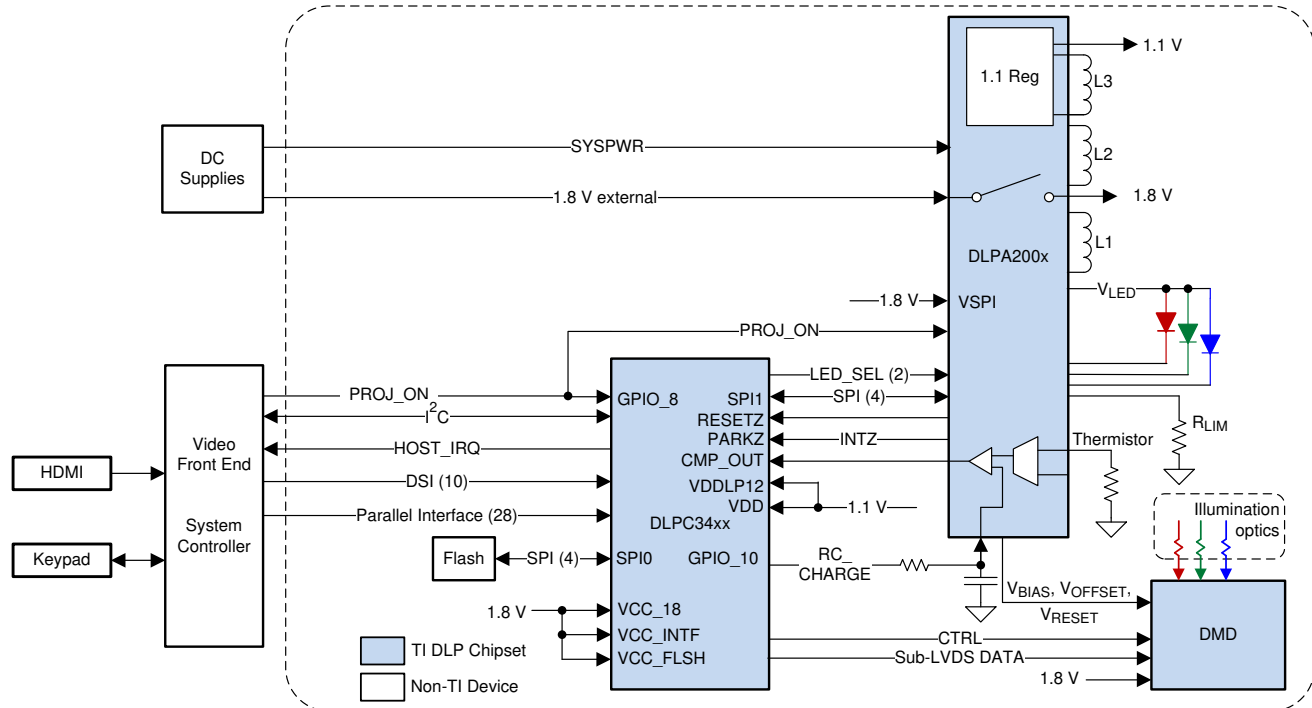 1.1 V
1.1 Reg
L3
DC
Supplies
SYSPWR
L2
1.8 V external
1.8 V
L1
DLPA200x
VLED
1.8 V
VSPI
PROJ_ON
LED_SEL (2)
PROJ_ON
GPIO_8
SPI1
SPI (4)
I2C
RESETZ
RLIM
Video
Front End
System
Controller
HOST_IRQ
PARKZ
INTZ
Thermistor
HDMI
CMP_OUT
DSI (10)
VDDLP12
Parallel Interface (28)
VDD
1.1 V
DLPC34xx
Illumination
optics
Keypad
Flash
SPI (4)
SPI0
GPIO_10
RC_
CHARGE
VBIAS, VOFFSET,
VRESET
1.8 V
VCC_18
VCC_INTF
VCC_FLSH
CTRL
DMD
Sub-LVDS DATA
1.8 V
TI DLP Chipset
Non-TI Device